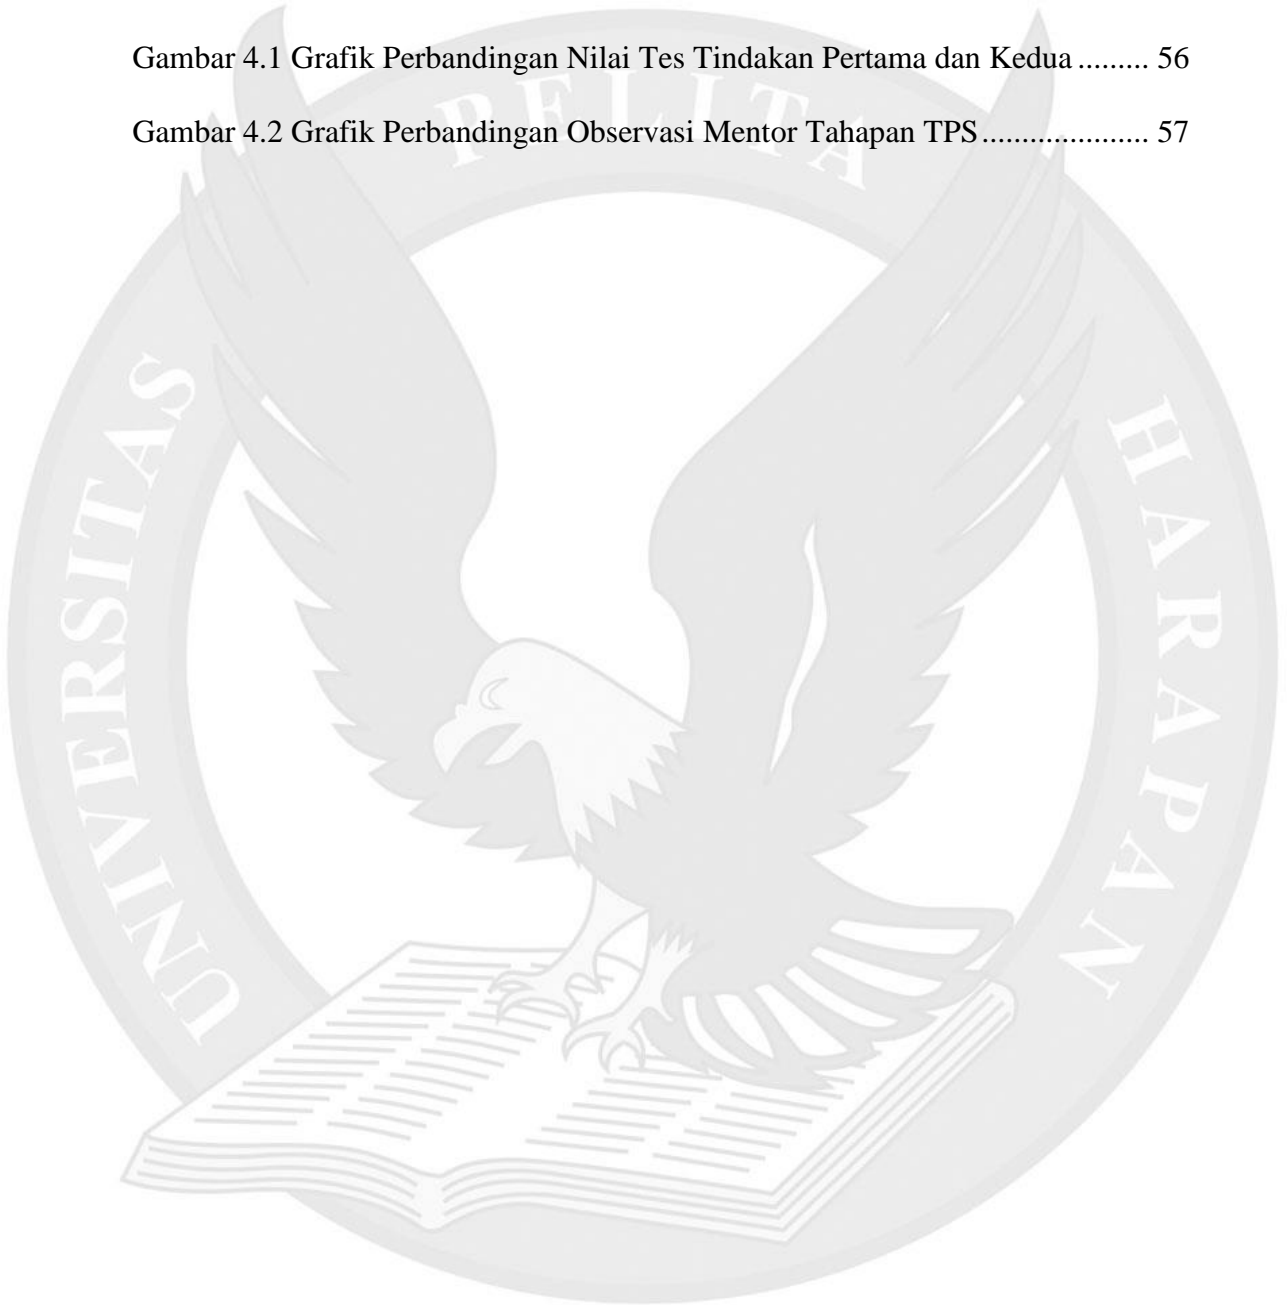 Gambar 4.1 Grafik Perbandingan Nilai Tes Tindakan Pertama dan Kedua ......... 56
Gambar 4.2 Grafik Perbandingan Observasi Mentor Tahapan TPS ..................... 57
UNIVERSITAS
PELITA
HARAPAN